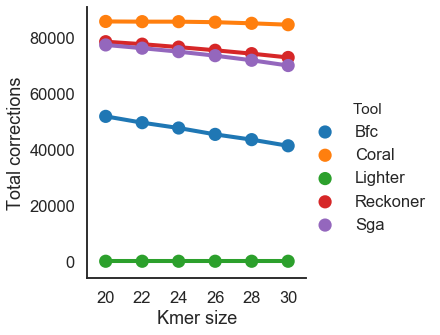 80000
60000
40000
20000
0
Total corrections
20 22 24 26 28 30
Kmer size
Tool
Bfc
Coral
Lighter
Reckoner
Sga